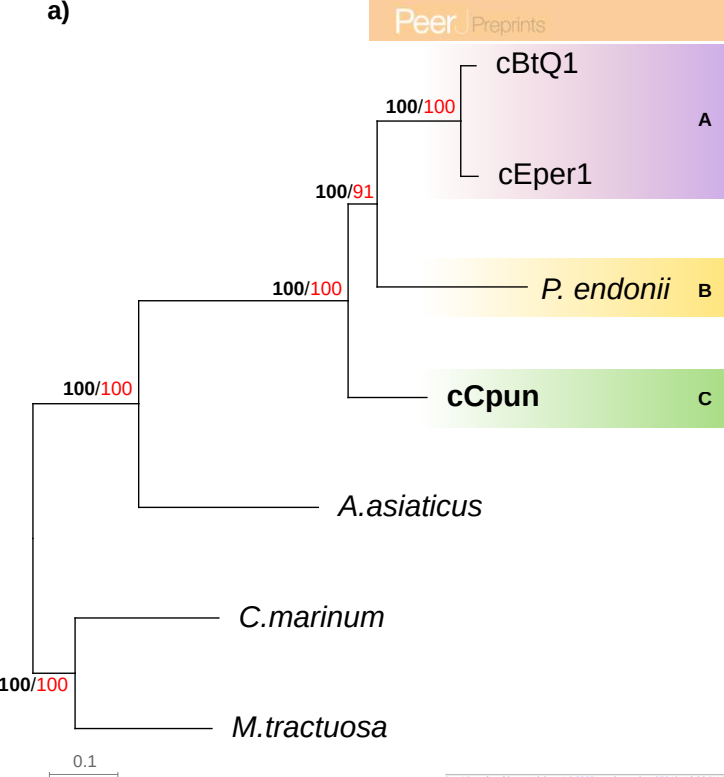 a)
PeerJ Preprints
cBtQ1
100/100
A
cEper1
100/91
100/100
P. endonii
B
100/100
cCpun
C
A.asiaticus
C.marinum
100/100
M.tractuosa
0.1